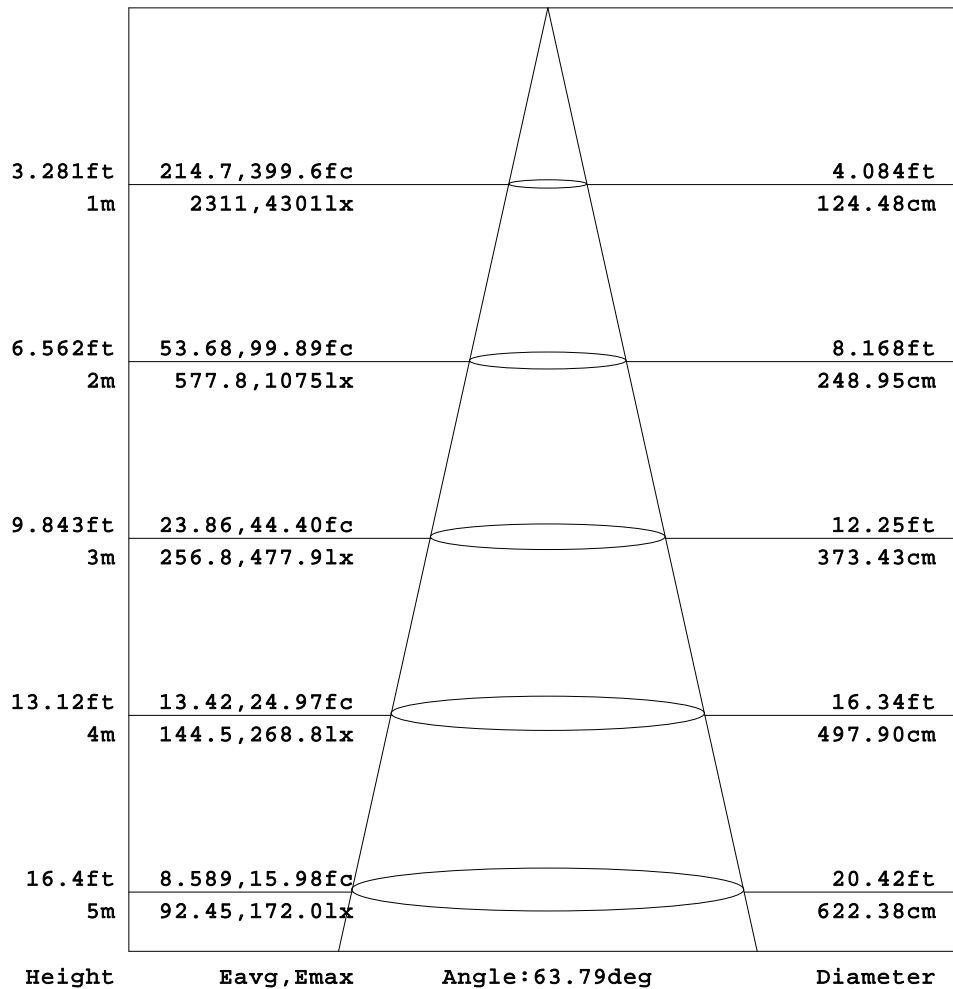 3.281ft 214.7,399.6fc 4.084ft
1m 2311,4301lx 124.48cm
6.562ft 53.68,99.89fc 8.168ft
2m 577.8,1075lx 248.95cm
9.843ft 23.86,44.40fc 12.25ft
3m 256.8,477.9lx 373.43cm
13.12ft 13.42,24.97fc 16.34ft
4m 144.5,268.8lx 497.90cm
16.4ft 8.589,15.98fc 20.42ft
5m 92.45,172.0lx 622.38cm
Height Eavg,Emax Angle:63.79deg Diameter